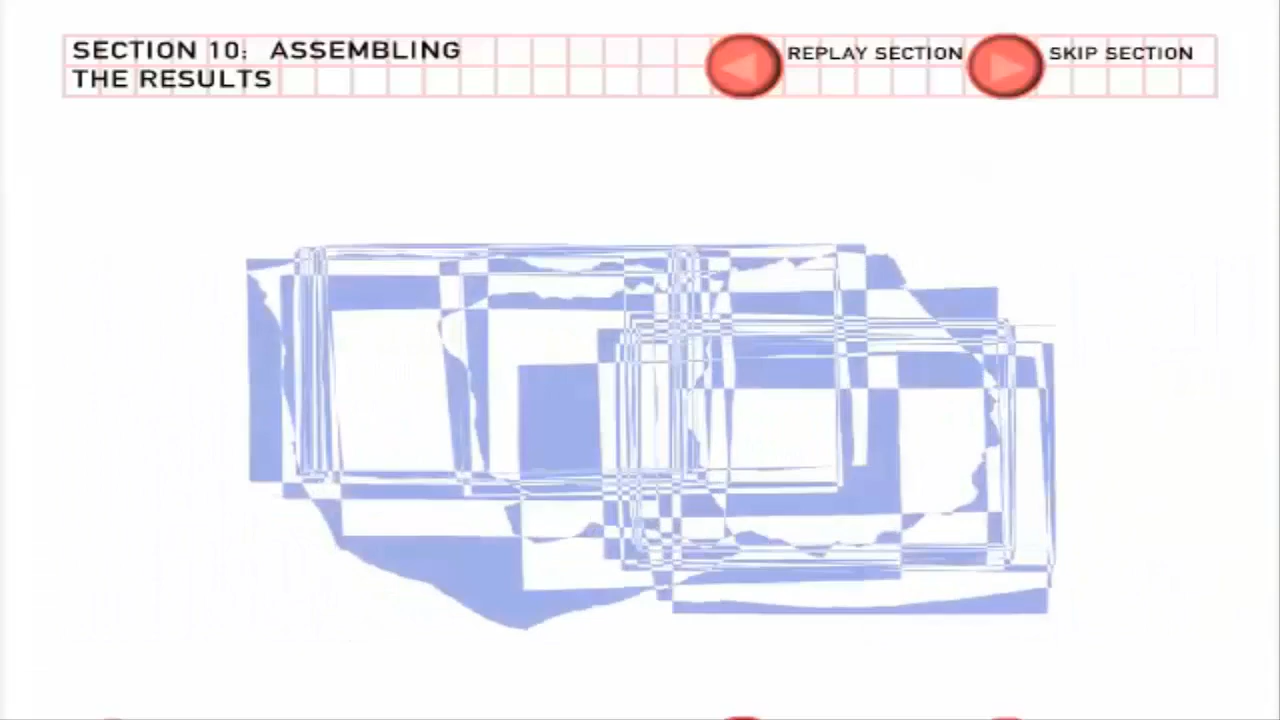 SECTION 10: ASSEMBLING
THE RESULTS
REPLAY SECTION
SKIP SECTION